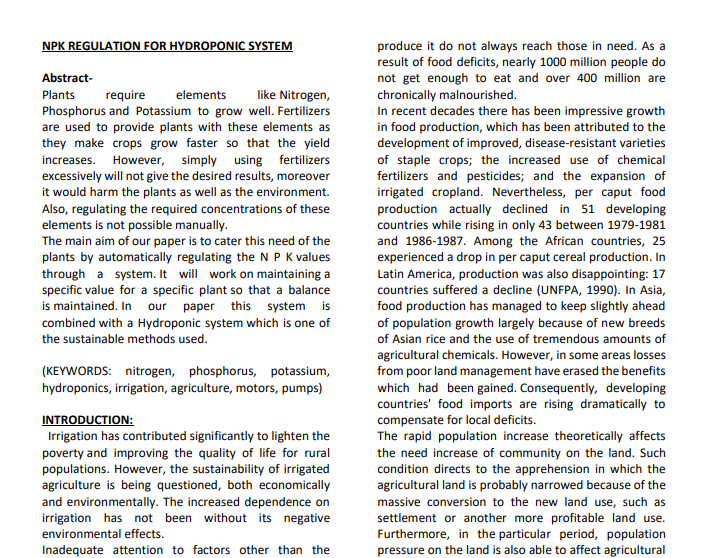 NPK REGULATION FOR HYDROPONIC SYSTEM
Abstract-
Plants require elements like Nitrogen,
Phosphorus and Potassium to grow well. Fertilizers
are used to provide plants with these elements as
they make crops grow faster so that the yield
increases. However, simply using fertilizers
excessively will not give the desired results, moreover
it would harm the plants as well as the environment.
Also, regulating the required concentrations of these
elements is not possible manually.
The main aim of our paper is to cater this need of the
plants by automatically regulating the N P K values
through a system. It will work on maintaining a
specific value for a specific plant so that a balance
is maintained. In our paper this system is
combined with a Hydroponic system which is one of
the sustainable methods used.
(KEYWORDS: nitrogen, phosphorus, potassium,
hydroponics, irrigation, agriculture, motors, pumps)
INTRODUCTION:
Irrigation has contributed significantly to lighten the
poverty and improving the quality of life for rural
populations. However, the sustainability of irrigated
agriculture is being questioned, both economically
and environmentally. The increased dependence on
irrigation has not been without its negative
environmental effects.
Inadequate attention to factors other than the
produce it do not always reach those in need. As a
result of food deficits, nearly 1000 million people do
not get enough to eat and over 400 million are
chronically malnourished.
In recent decades there has been impressive growth
in food production, which has been attributed to the
development of improved, disease-resistant varieties
of staple crops; the increased use of chemical
fertilizers and pesticides; and the expansion of
irrigated cropland. Nevertheless, per caput food
production actually declined in 51 developing
countries while rising in only 43 between 1979-1981
and 1986-1987. Among the African countries, 25
experienced a drop in per caput cereal production. In
Latin America, production was also disappointing: 17
countries suffered a decline (UNFPA, 1990). In Asia,
food production has managed to keep slightly ahead
of population growth largely because of new breeds
of Asian rice and the use of tremendous amounts of
agricultural chemicals. However, in some areas losses
from poor land management have erased the benefits
which had been gained. Consequently, developing
countries' food imports are rising dramatically to
compensate for local deficits.
The rapid population increase theoretically affects
the need increase of community on the land. Such
condition directs to the apprehension in which the
agricultural land is probably narrowed because of the
massive conversion to the new land use, such as
settlement or another more profitable land use.
Furthermore, in the particular period, population
pressure on the land is also able to affect agricultural